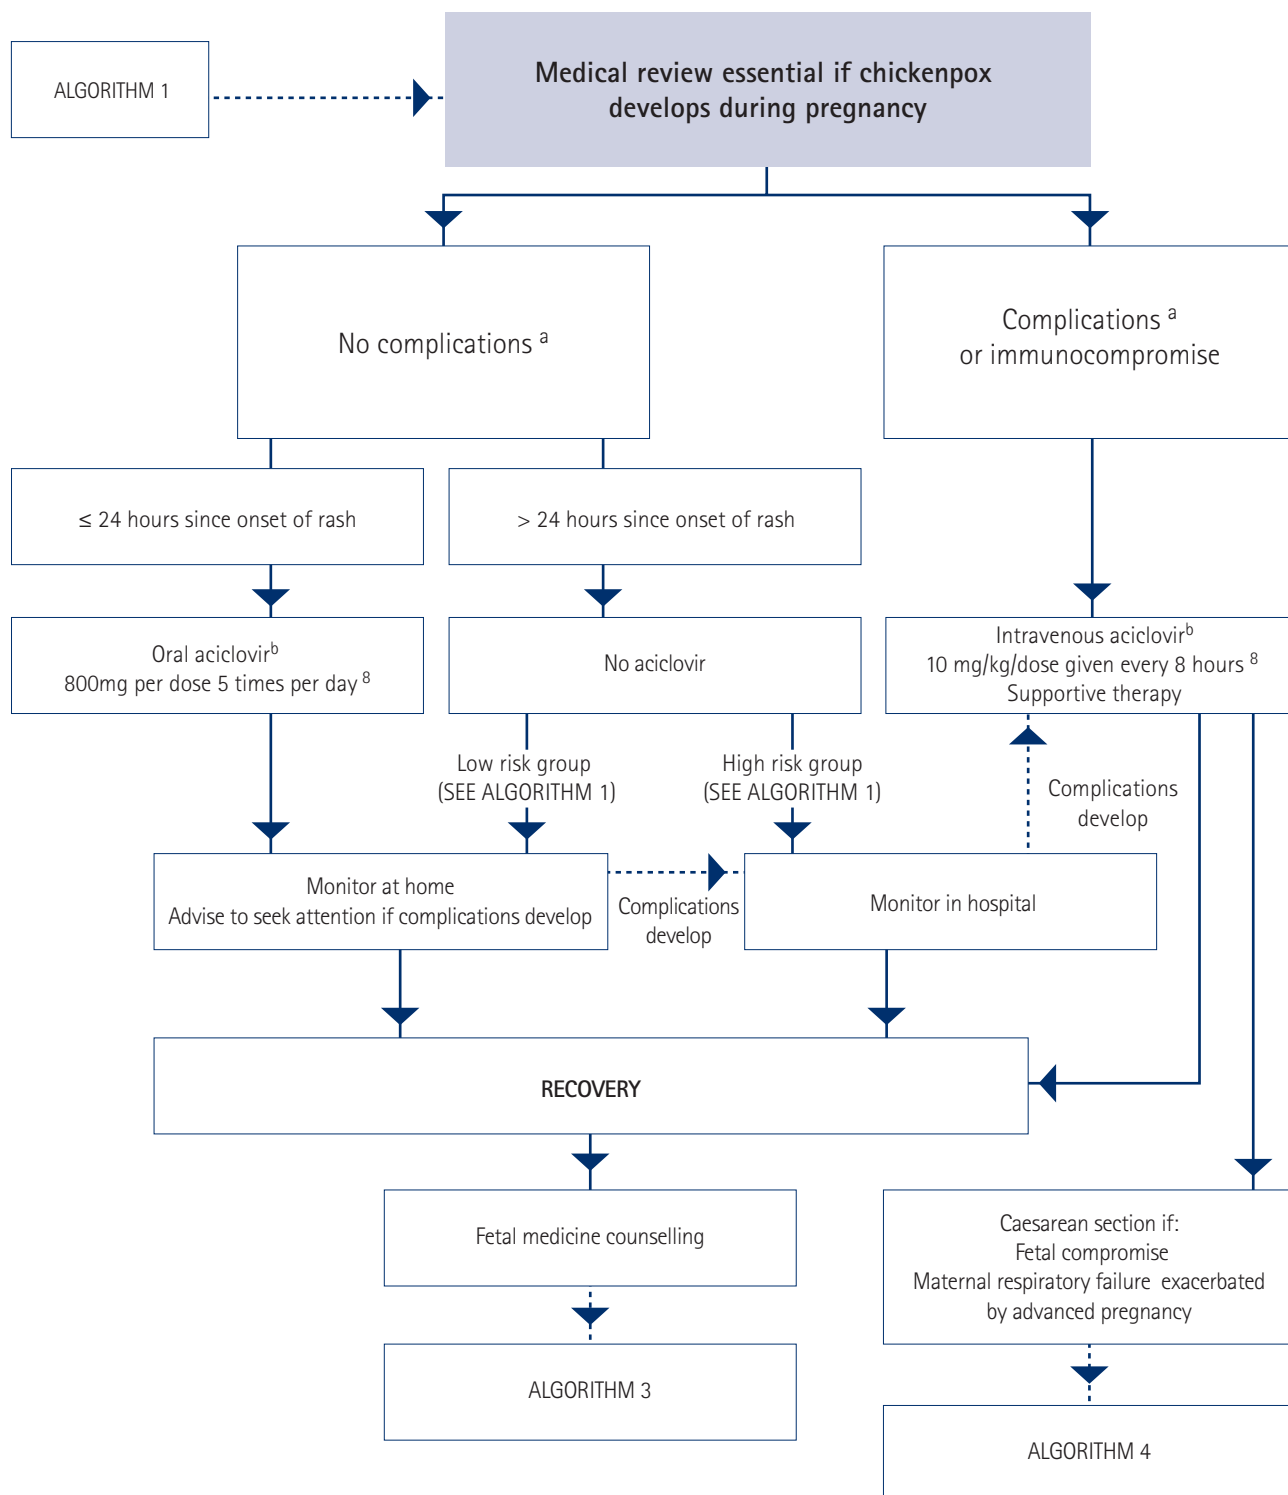 ALGORITHM 1
Medical review essential if chickenpox
develops during pregnancy
No complications a
Complications a
or immunocompromise
≤ 24 hours since onset of rash
> 24 hours since onset of rash
Oral aciclovirb
800mg per dose 5 times per day 8
No aciclovir
Intravenous aciclovirb
10 mg/kg/dose given every 8 hours 8
Supportive therapy
Low risk group
(SEE ALGORITHM 1)
High risk group
(SEE ALGORITHM 1)
Complications
develop
Monitor at home
Advise to seek attention if complications develop
Complications
develop
Monitor in hospital
RECOVERY
Fetal medicine counselling
Caesarean section if:
Fetal compromise
Maternal respiratory failure exacerbated
by advanced pregnancy
ALGORITHM 3
ALGORITHM 4